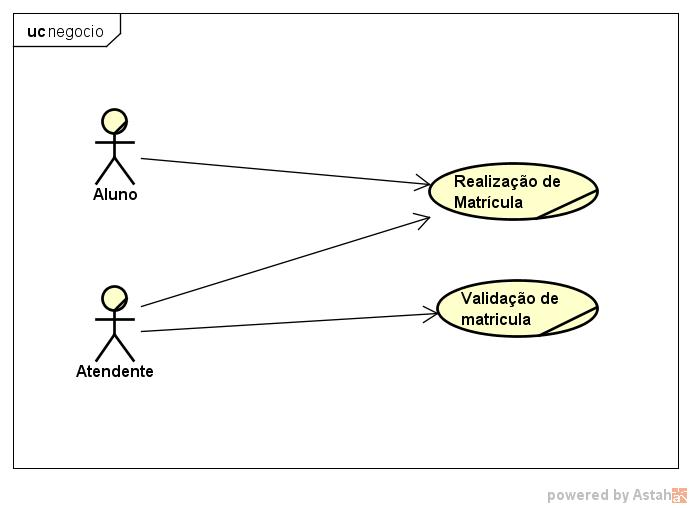 uc negocio
Aluno
Realização de
Matrícula
Validação de
matricula
Atendente
powered by Astah